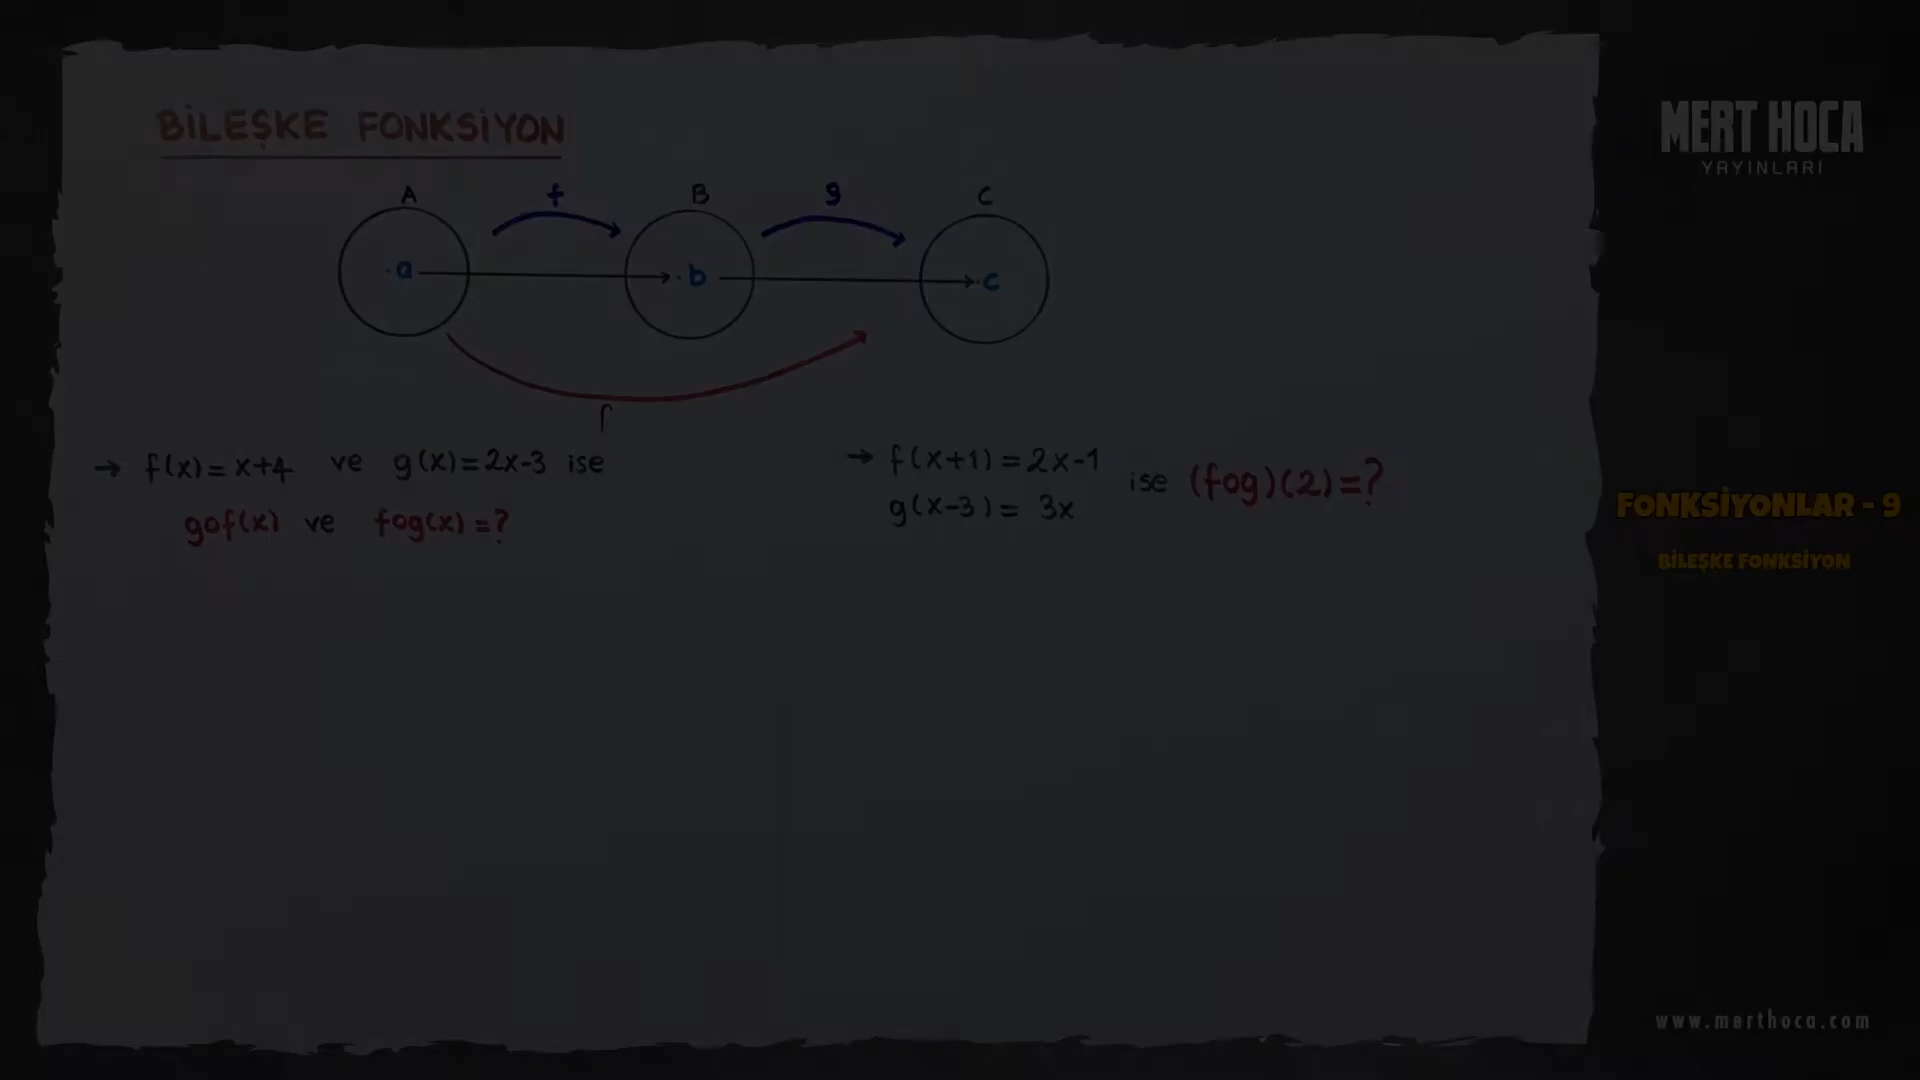 BİLEŞKE FONKSİYON
A f B g C
a b c
→ f(x)=x+4 ve g(x)=2x-3 ise
gof(x) ve fog(x)=?
→ f(x+1)=2x-1
g(x-3)= 3x
ise (fog)(2)=?
MERT HOCA
YAYINLARI
FONKSİYONLAR - 9
BİLEŞKE FONKSİYON
www.merthoca.com